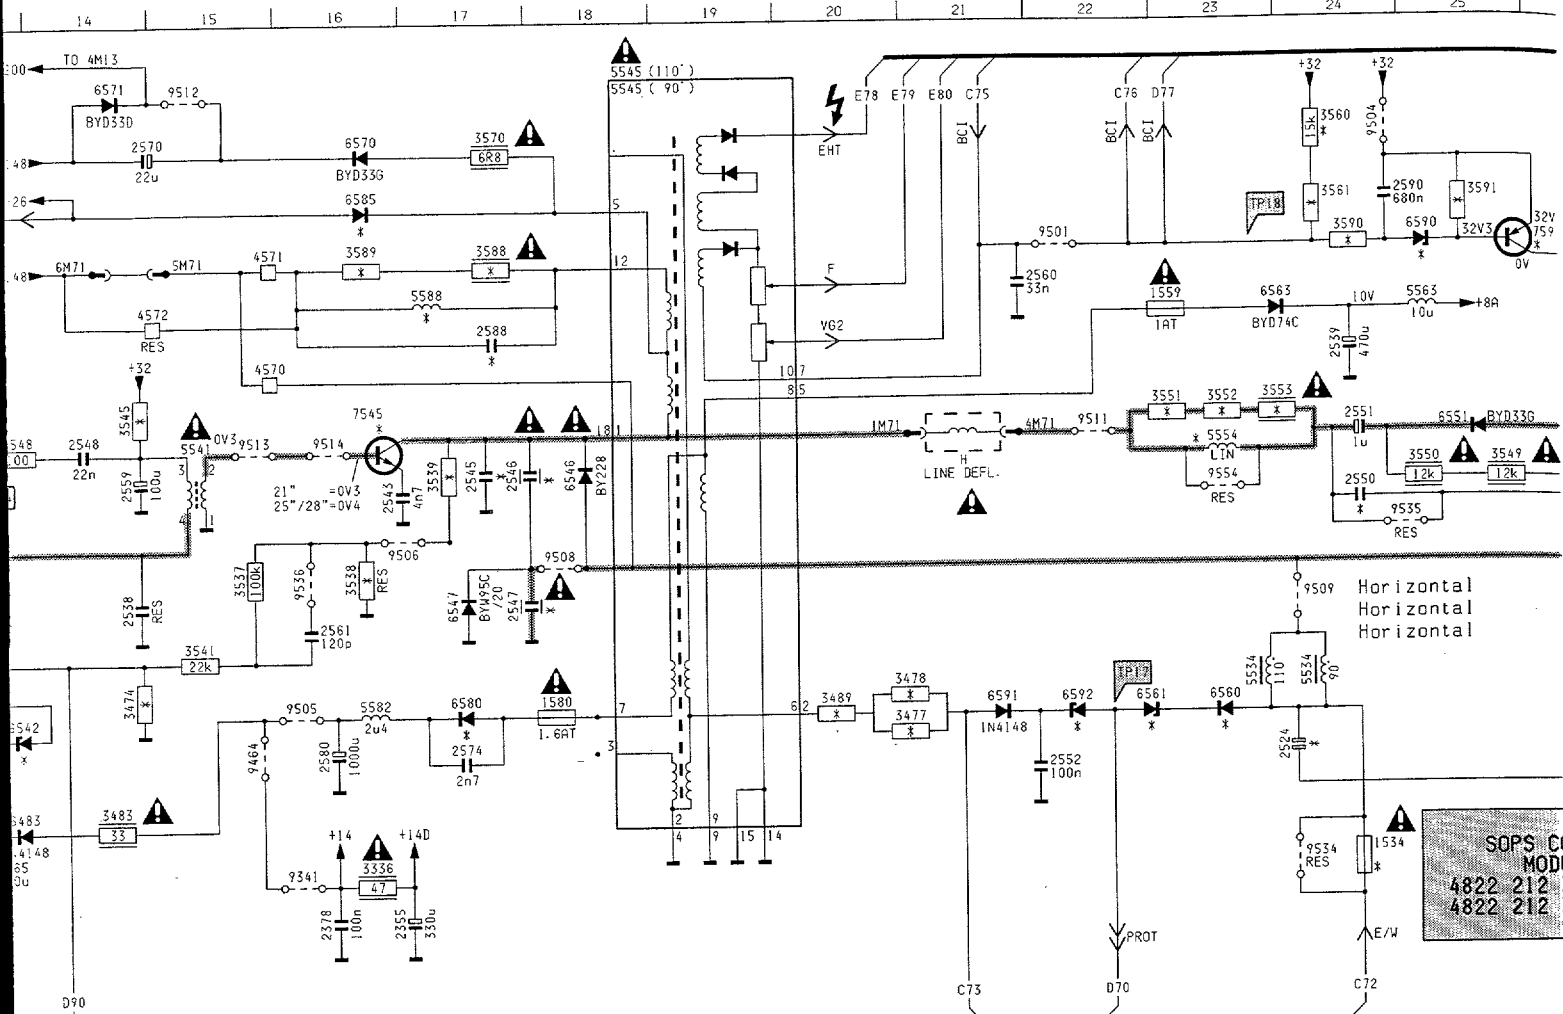 14 15 16 17 18 19 20 21 22 23 24 25
TO 4M13
6571
BYD33D
9512
2570
22u
6570
BYD33G
3570
6R8
6585
*
5545 (110°)
5545 ( 90°)
EHT
E78 E79 E80 C75
C76 D77
BCI
BCI
BCI
+32
3560
15k
*
+32
9504
3561
*
2590
680n
3591
*
TP18
3590
*
6590
*
32V3
32V
0V
6M71
5M71
4571
3589
*
3588
*
5588
*
2588
*
4572
RES
4570
5
12
F
VG2
10 7
8 5
9501
2560
33n
1559
1AT
6563
BYD74C
10V
5563
10u
+8A
2539
470u
+32
3545
*
2548
22n
2559
100u
5541
3 2
4 1
0V3
9513
9514
7545
*
21" =0V3
25"/28"=0V4
2543
4n7
3539
*
2545
*
2546
*
6546
BY228
18 1
1M71
H
LINE DEFL.
4M71
9511
3551
*
3552
*
3553
*
*
5554
LIN
9554
RES
2551
1u
6551
BYD33G
3550
12k
3549
12k
2550
*
9535
RES
9506
3537
100k
9536
3538
*
RES
2561
120p
2538
RES
6547
BYW95C
/20
2547
*
9508
9509
Horizontal
Horizontal
Horizontal
3541
22k
3474
*
5534
110°
5534
90°
9505
5582
2u4
6580
*
2574
2n7
1580
1.6AT
7
3
2580
1000u
9464
6 2
3489
*
3478
*
3477
*
6591
1N4148
6592
*
TP17
6561
*
6560
*
2552
100n
2524
*
6542
*
3483
33
2 9
4 9 15 14
9341
+14
3336
47
+14D
2378
100n
2355
330u
9534
RES
1534
*
PROT
E/W
D90
C73
D70
C72
4822 212
4822 212